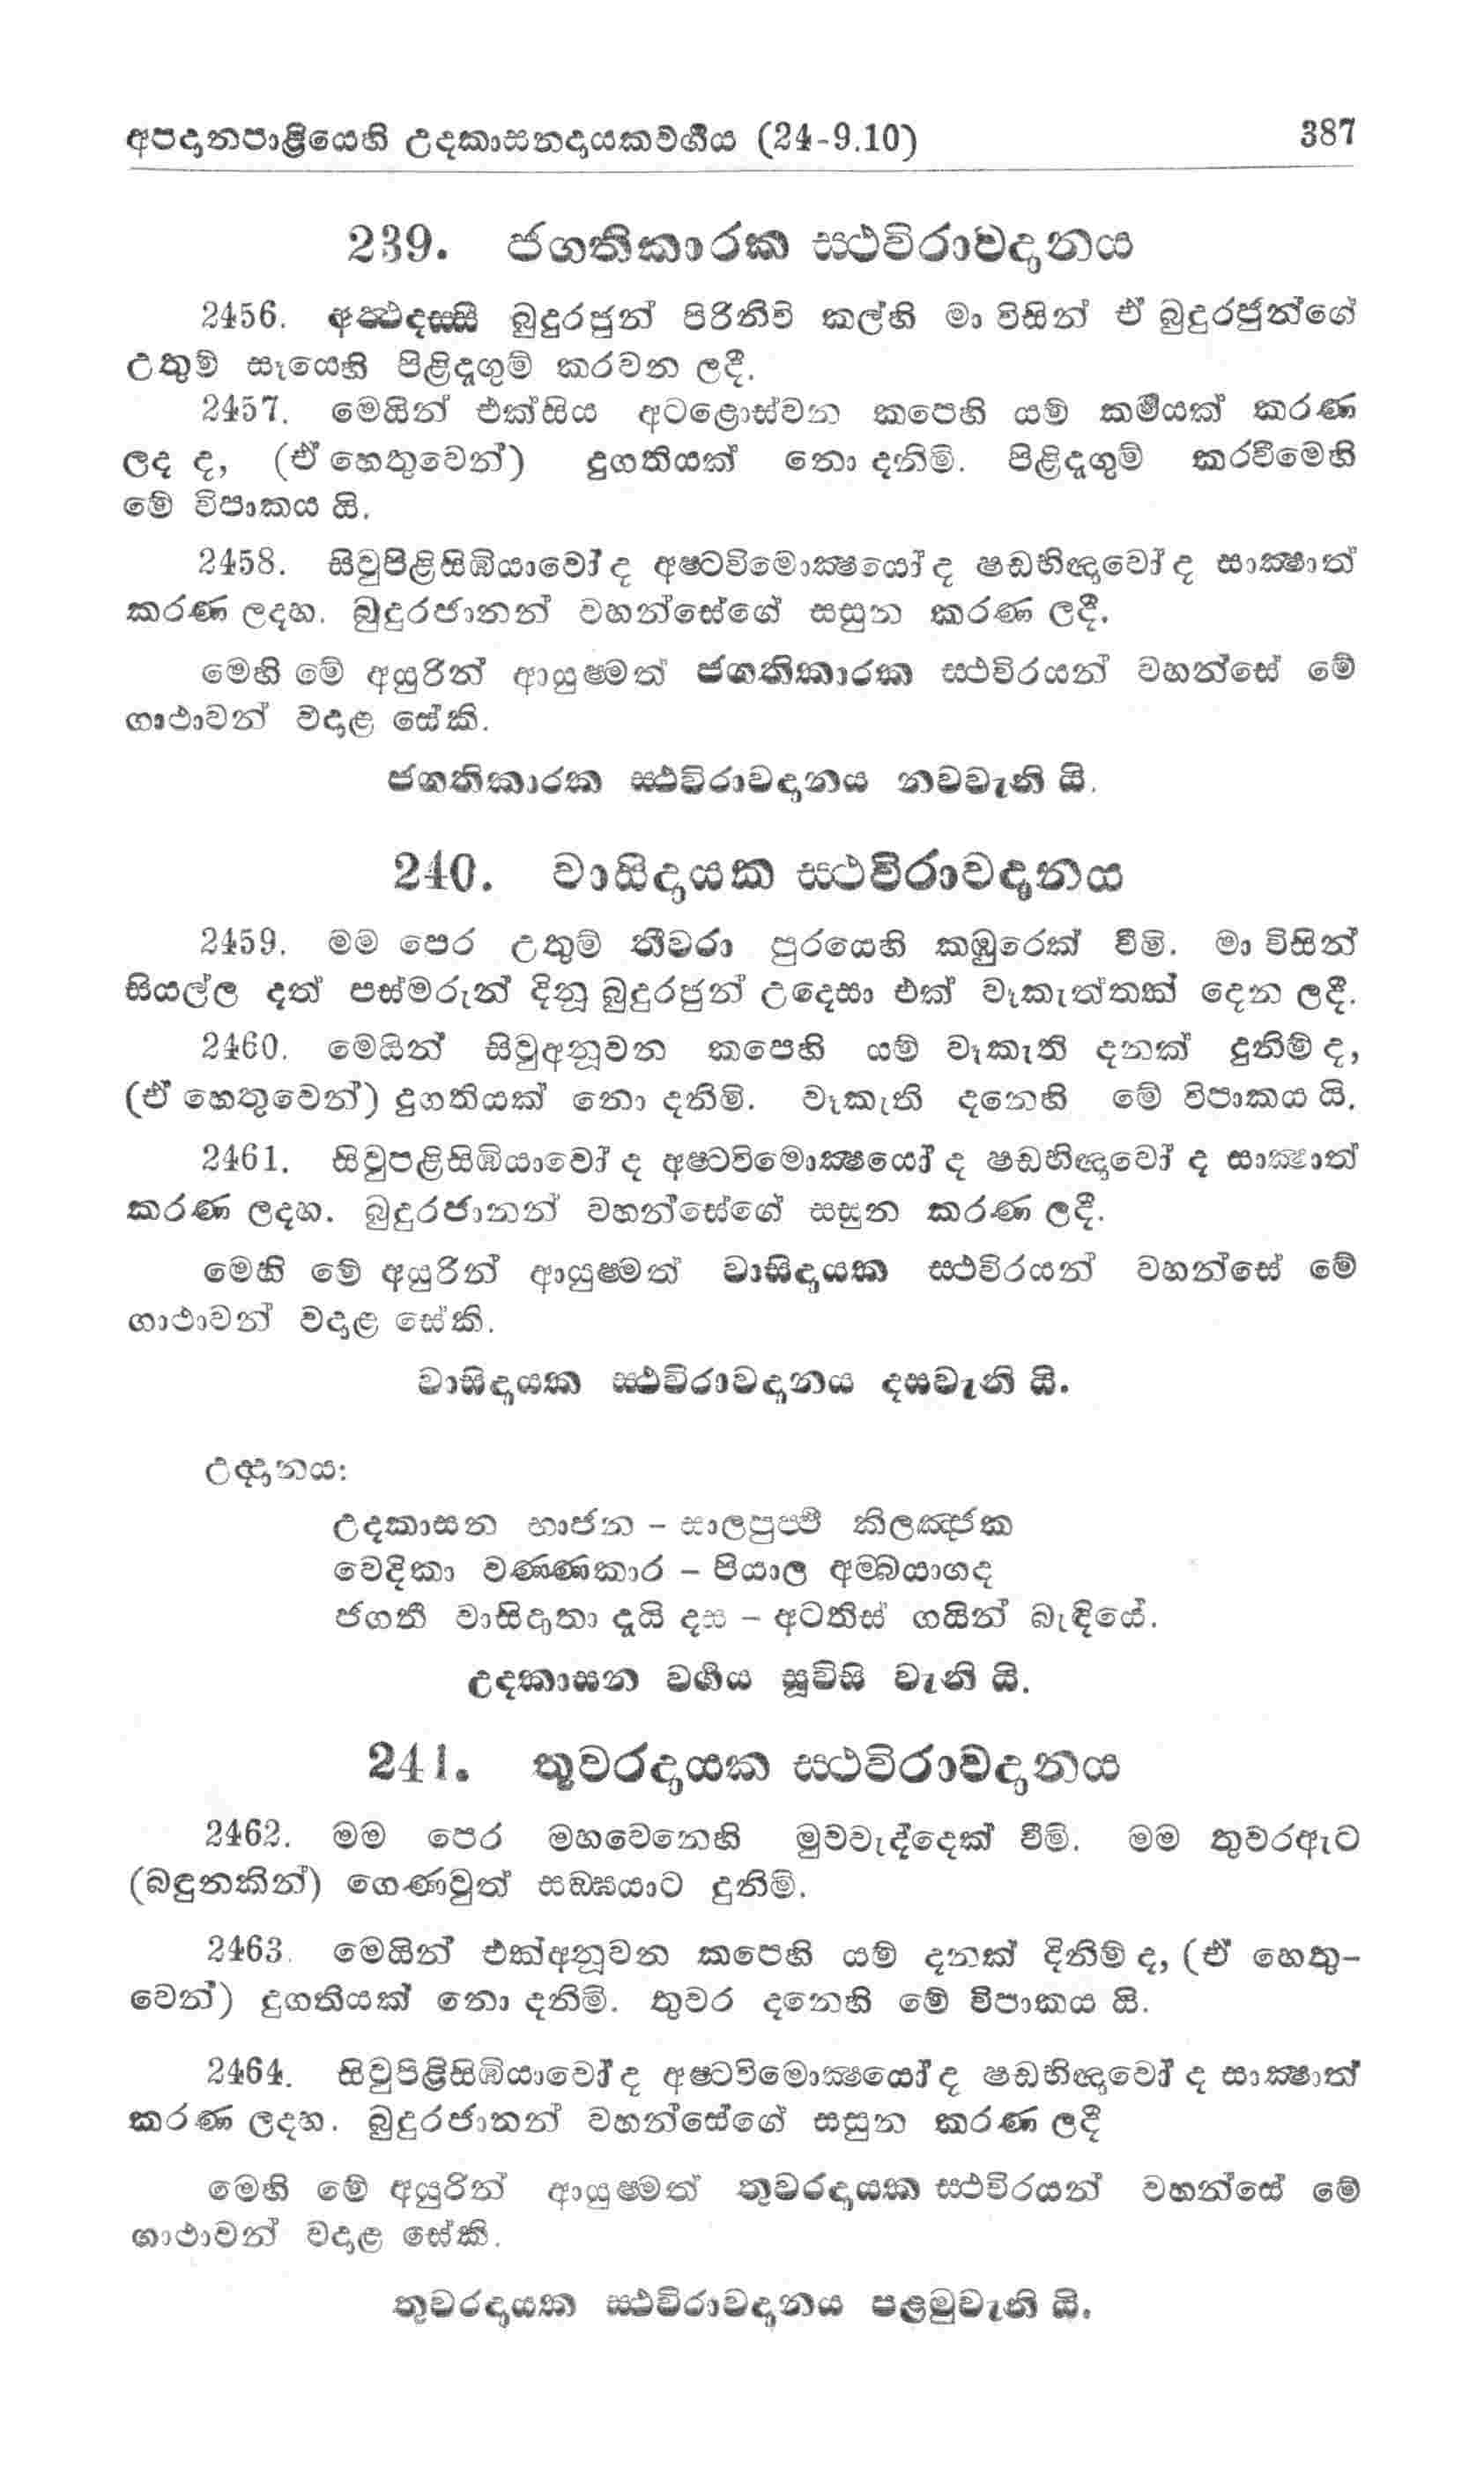 අපදානපාළියෙහි උදකාසනදායකවර්‍ගය (24-9.10) 387
239. ජගතිකාරක ස්ථවිරාවදානය
2456. අත්‍ථදස්සී බුදුරජුන් පිරිනිවි කල්හි මා විසින් ඒ බුදුරජුන්ගේ
උතුම් සෑයෙහි පිළිදැගුම් කරවන ලදී.
2457. මෙයින් එක්සිය අටළොස්වන කපෙහි යම් කර්‍මයක් කරණ
ලද ද, (ඒ හෙතුවෙන්) දුගතියක් නො දනිමි. පිළිදැගුම් කරවීමෙහි
මේ විපාකය යි.
2458. සිවුපිළිසිඹියාවෝ ද අෂ්ටවිමොක්‍ෂයෝ ද ෂඩභිඥාවෝ ද සාක්‍ෂාත්
කරණ ලදහ. බුදුරජානන් වහන්සේගේ සසුන කරණ ලදී.
මෙහි මේ අයුරින් ආයුෂ්මත් ජගතිකාරක ස්ථවිරයන් වහන්සේ මේ
ගාථාවන් වදාළ සේකි.
ජගතිකාරක ස්ථවිරාවදානය නවවැනි යි.
240. වාසිදායක ස්ථවිරාවදානය
2459. මම පෙර උතුම් තීවරා පුරයෙහි කඹුරෙක් වීමි. මා විසින්
සියල්ල දත් පස්මරුන් දිනූ බුදුරජුන් උදෙසා එක් වෑකැත්තක් දෙන ලදී.
2460. මෙයින් සිවුඅනූවන කපෙහි යම් වෑකැති දනක් දුනිම් ද,
(ඒ හෙතුවෙන්) දුගතියක් නො දනිමි. වෑකැති දනෙහි මේ විපාකය යි.
2461. සිවුපළිසිඹියාවෝ ද අෂ්ටවිමොක්‍ෂයෝ ද ෂඩභිඥාවෝ ද සාක්‍ෂාත්
කරණ ලදහ. බුදුරජානන් වහන්සේගේ සසුන කරණ ලදී.
මෙහි මේ අයුරින් ආයුෂ්මත් වාසිදායක ස්ථවිරයන් වහන්සේ මේ
ගාථාවන් වදාළ සේකි.
වාසිදායක ස්ථවිරාවදානය දසවැනි යි.
උද්‍දානය:
උදකාසන භාජන – සාලපුප්ඵි කිලඤ්ජක
වෙදිකා වණ්ණකාර – පියාල අම්බයාගද
ජගතී වාසිදාතා දැයි දස – අටතිස් ගයින් බැඳියේ.
උදකාසන වර්‍ගය සූවිසි වැනි යි.
241. තුවරදායක ස්ථවිරාවදානය
2462. මම පෙර මහවෙනෙහි මුවවැද්දෙක් වීමි. මම තුවරඇට
(බඳුනකින්) ගෙණවුත් සඞ්ඝයාට දුනිමි.
2463. මෙයින් එක්අනූවන කපෙහි යම් දනක් දිනිම් ද, (ඒ හෙතු-
වෙන්) දුගතියක් නො දනිමි. තුවර දනෙහි මේ විපාකය යි.
2464. සිවුපිළිසිඹියාවෝ ද අෂ්ටවිමොක්‍ෂයෝ ද ෂඩභිඥාවෝ ද සාක්‍ෂාත්
කරණ ලදහ. බුදුරජානන් වහන්සේගේ සසුන කරණ ලදී
මෙහි මේ අයුරින් ආයුෂ්මත් තුවරදායක ස්ථවිරයන් වහන්සේ මේ
ගාථාවන් වදාළ සේකි.
තුවරදායක ස්ථවිරාවදානය පළමුවැනි යි.